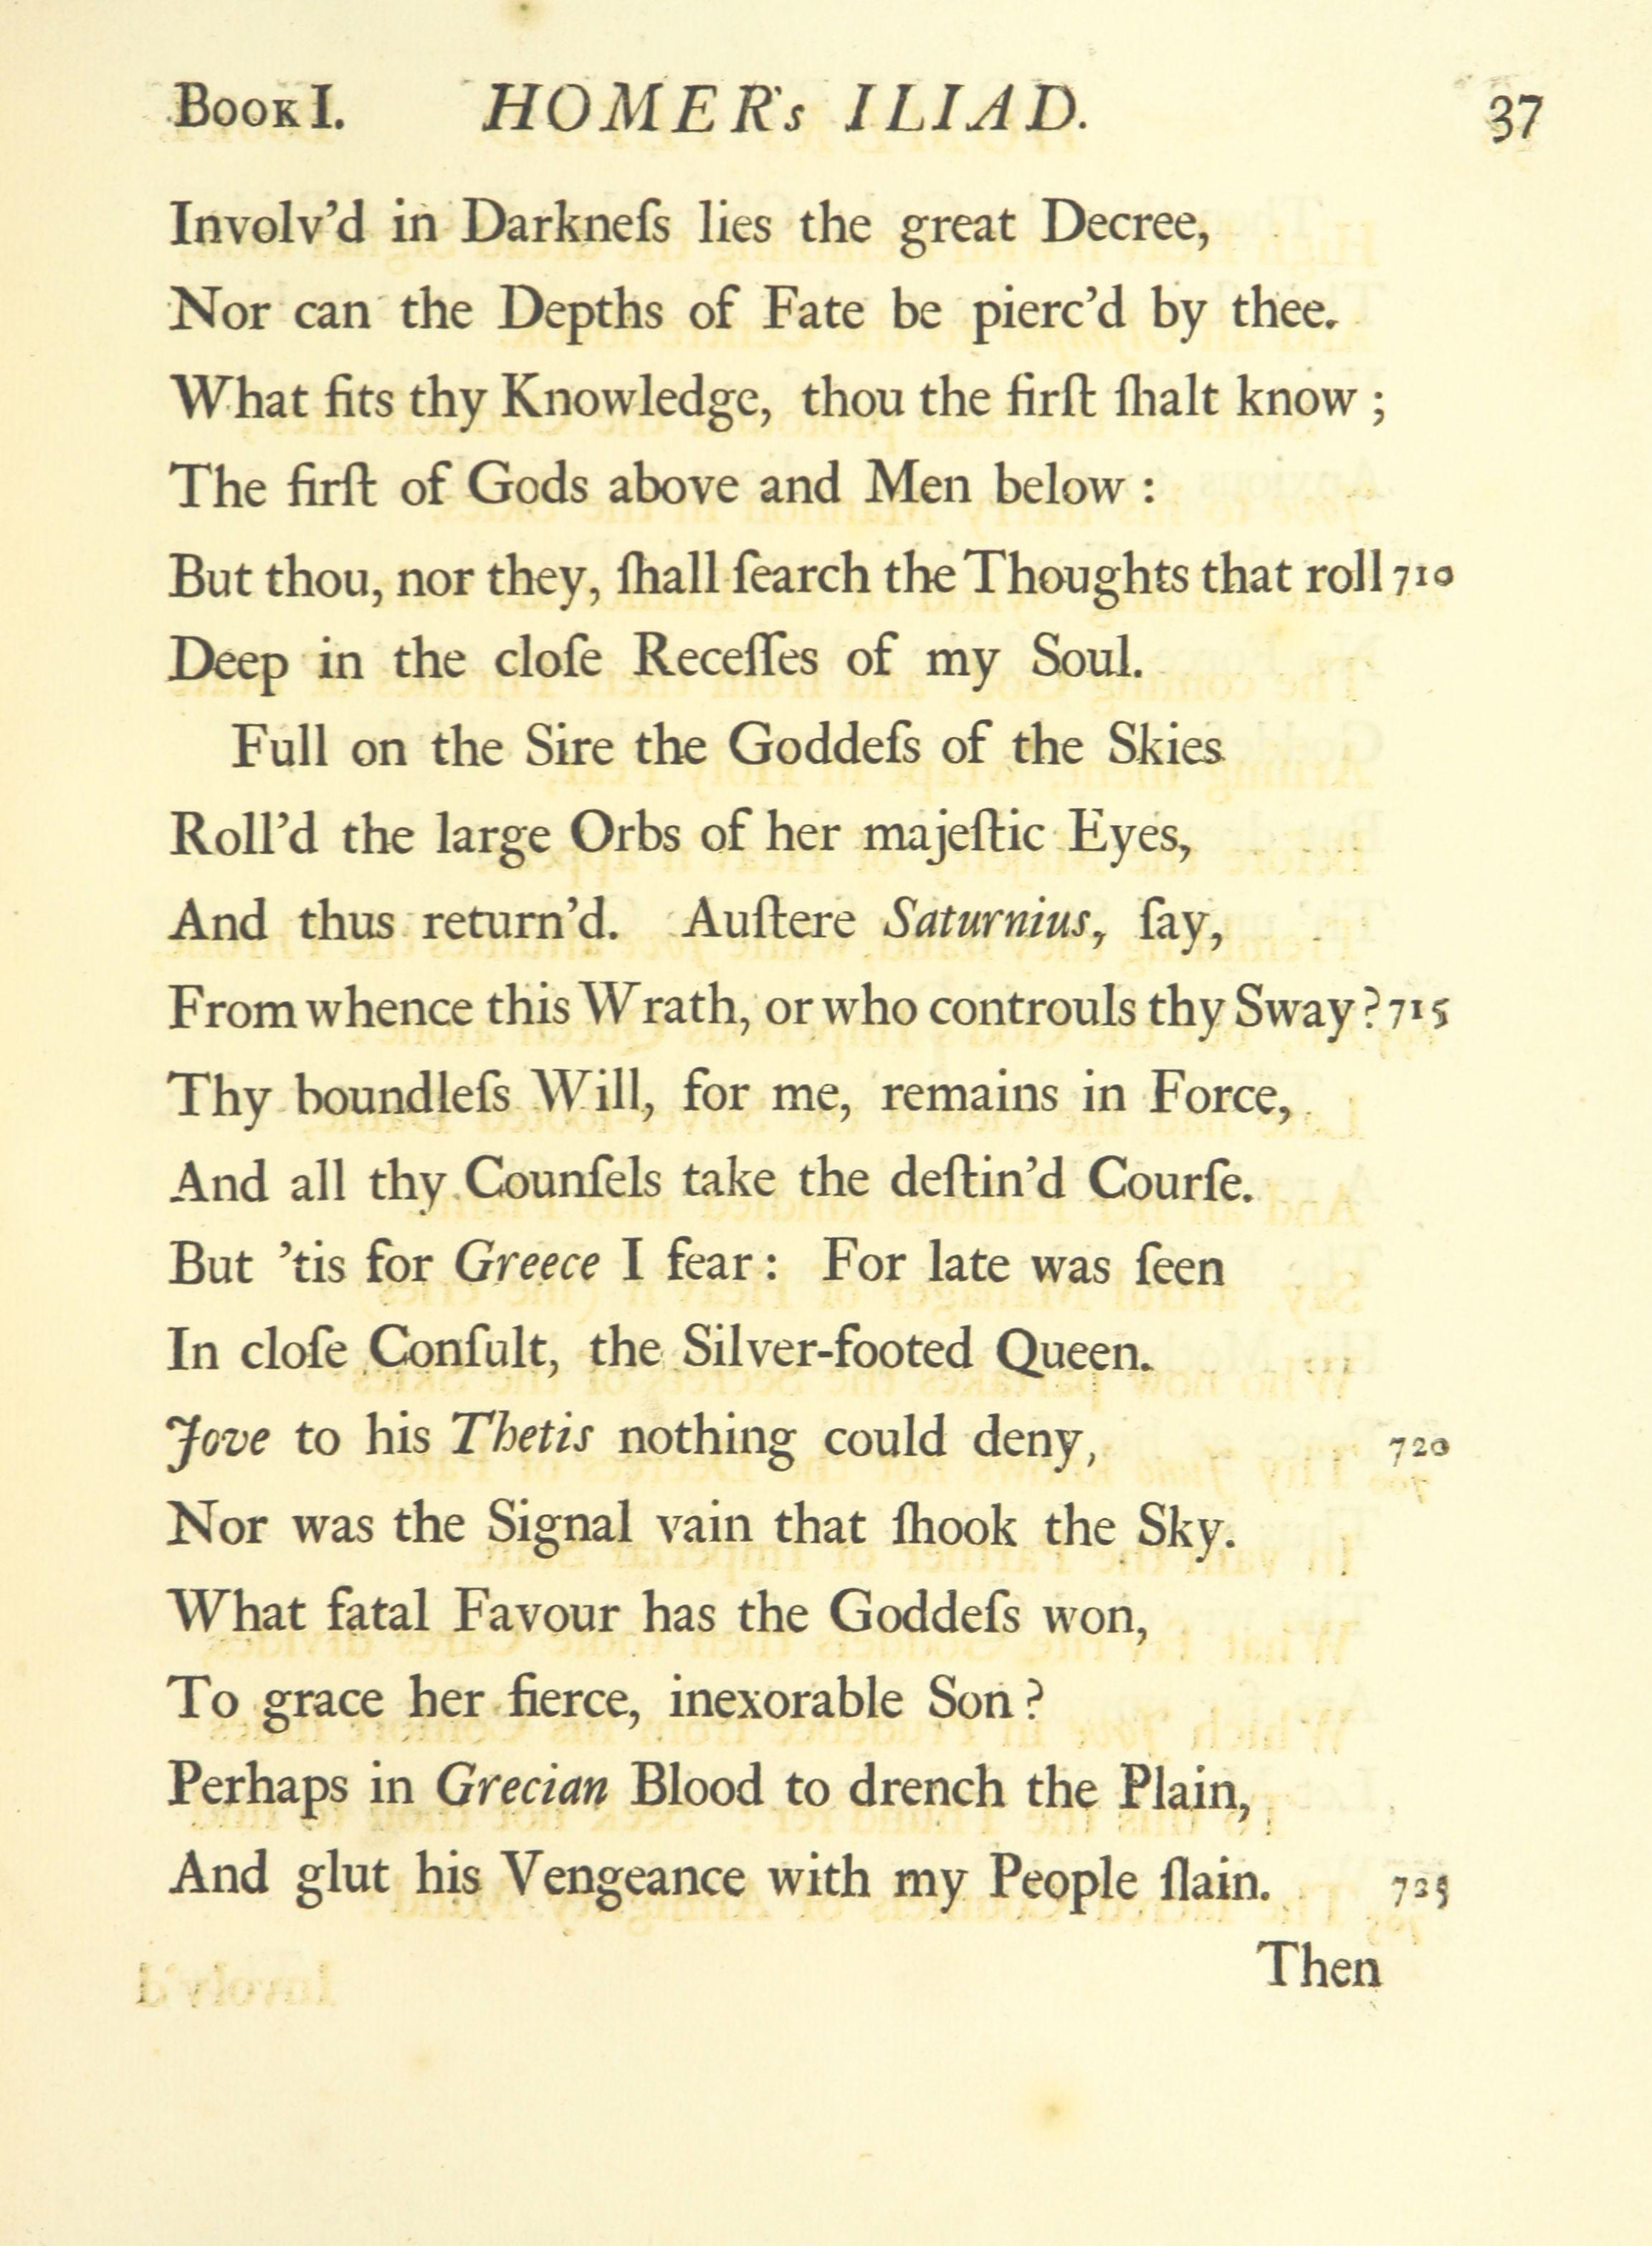 BOOK I. HOMER's ILIAD. 37
Involv'd in Darkneſs lies the great Decree,
Nor can the Depths of Fate be pierc'd by thee.
What fits thy Knowledge, thou the firſt ſhalt know ;
The firſt of Gods above and Men below :
But thou, nor they, ſhall ſearch the Thoughts that roll 710
Deep in the cloſe Receſſes of my Soul.
Full on the Sire the Goddeſs of the Skies
Roll'd the large Orbs of her majeſtic Eyes,
And thus return'd. Auſtere Saturnius, ſay,
From whence this Wrath, or who controuls thy Sway ? 715
Thy boundleſs Will, for me, remains in Force,
And all thy Counſels take the deſtin'd Courſe.
But 'tis for Greece I fear : For late was ſeen
In cloſe Conſult, the Silver-footed Queen.
Jove to his Thetis nothing could deny, 720
Nor was the Signal vain that ſhook the Sky.
What fatal Favour has the Goddeſs won,
To grace her fierce, inexorable Son ?
Perhaps in Grecian Blood to drench the Plain,
And glut his Vengeance with my People ſlain. 725
Then